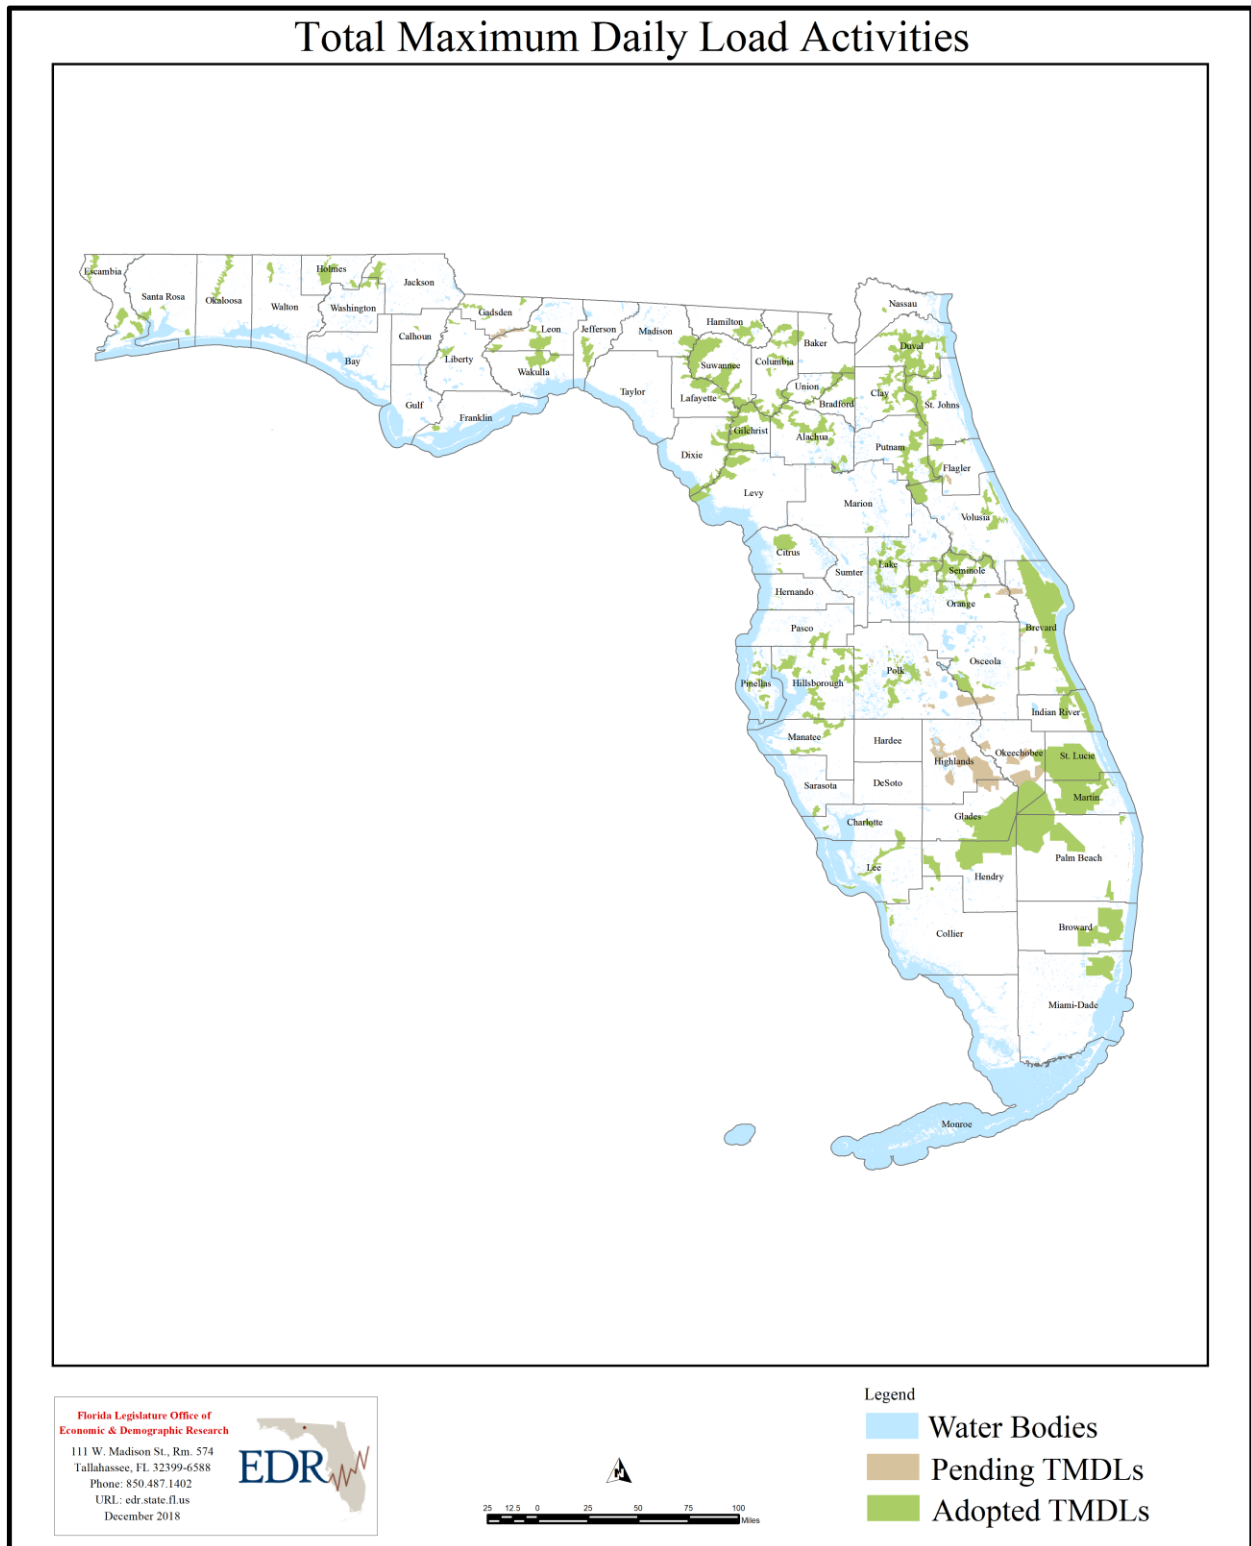 Total Maximum Daily Load Activities
Escambia
Santa Rosa
Okaloosa
Walton
Holmes
Washington
Jackson
Bay
Calhoun
Gulf
Gadsden
Liberty
Franklin
Leon
Wakulla
Jefferson
Madison
Taylor
Hamilton
Suwannee
Lafayette
Columbia
Baker
Nassau
Duval
Union
Bradford
Clay
St. Johns
Gilchrist
Alachua
Putnam
Dixie
Flagler
Levy
Marion
Volusia
Citrus
Sumter
Lake
Seminole
Hernando
Orange
Pasco
Brevard
Osceola
Pinellas
Hillsborough
Polk
Indian River
Manatee
Hardee
Highlands
Okeechobee
St. Lucie
Sarasota
DeSoto
Martin
Charlotte
Glades
Lee
Hendry
Palm Beach
Collier
Broward
Miami-Dade
Monroe
Florida Legislature Office of
Economic & Demographic Research
111 W. Madison St., Rm. 574
Tallahassee, FL 32399-6588
Phone: 850.487.1402
URL: edr.state.fl.us
December 2018
EDR
N
25 12.5 0 25 50 75 100
Miles
Legend
Water Bodies
Pending TMDLs
Adopted TMDLs